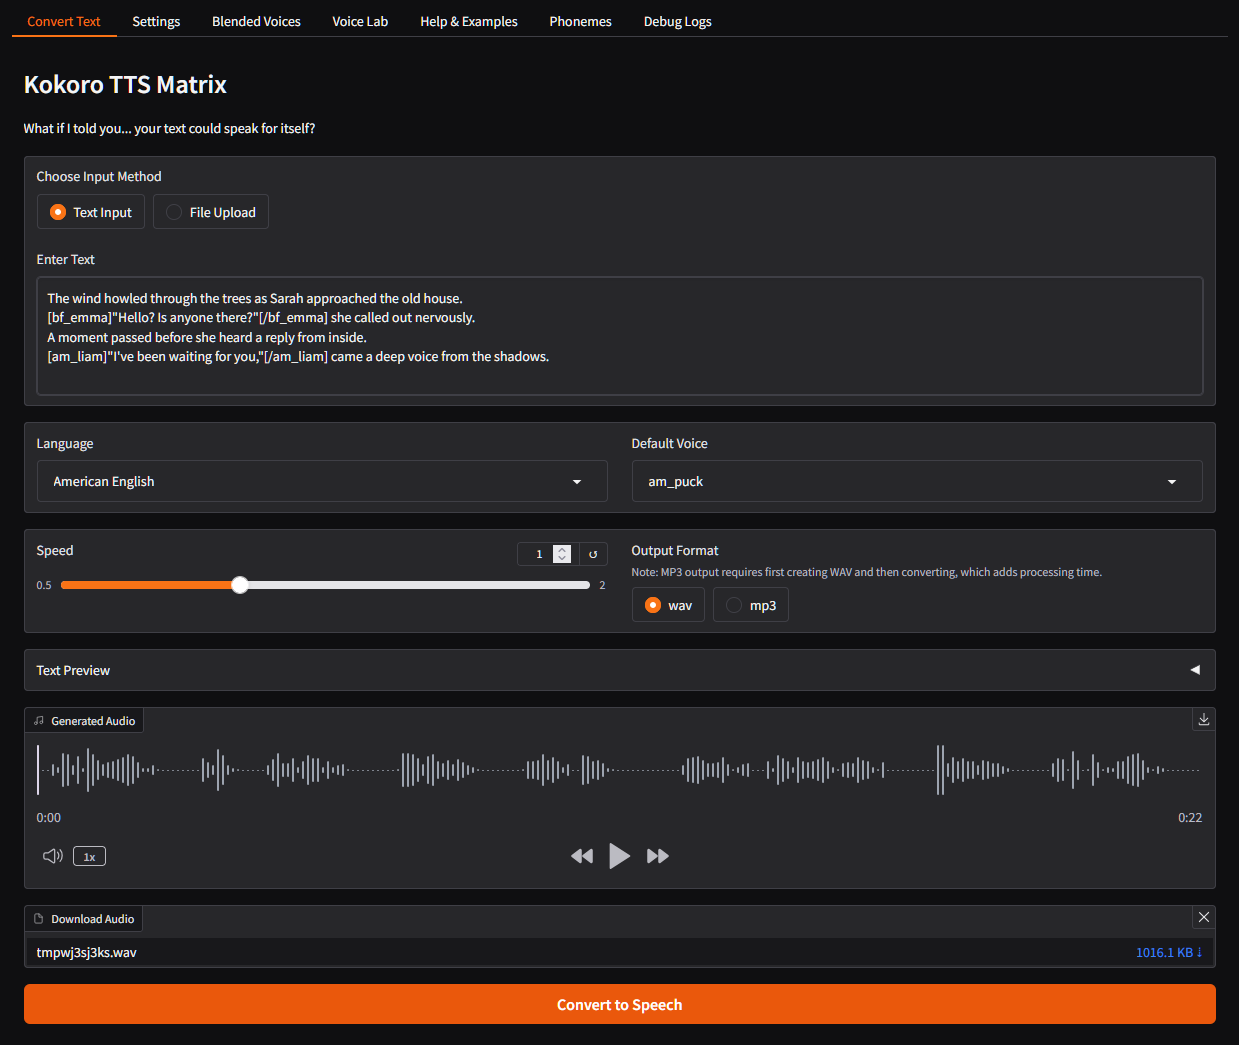 Convert Text Settings Blended Voices Voice Lab Help & Examples Phonemes Debug Logs
Kokoro TTS Matrix
What if I told you... your text could speak for itself?
Choose Input Method
Text Input File Upload
Enter Text
The wind howled through the trees as Sarah approached the old house.
[bf_emma]"Hello? Is anyone there?"[/bf_emma] she called out nervously.
A moment passed before she heard a reply from inside.
[am_liam]"I've been waiting for you,"[/am_liam] came a deep voice from the shadows.
Language
American English
Default Voice
am_puck
Speed
1 ↺
0.5 2
Output Format
Note: MP3 output requires first creating WAV and then converting, which adds processing time.
wav mp3
Text Preview
Generated Audio
0:00 0:22
1x
Download Audio
tmpwj3sj3ks.wav 1016.1 KB ↓
Convert to Speech